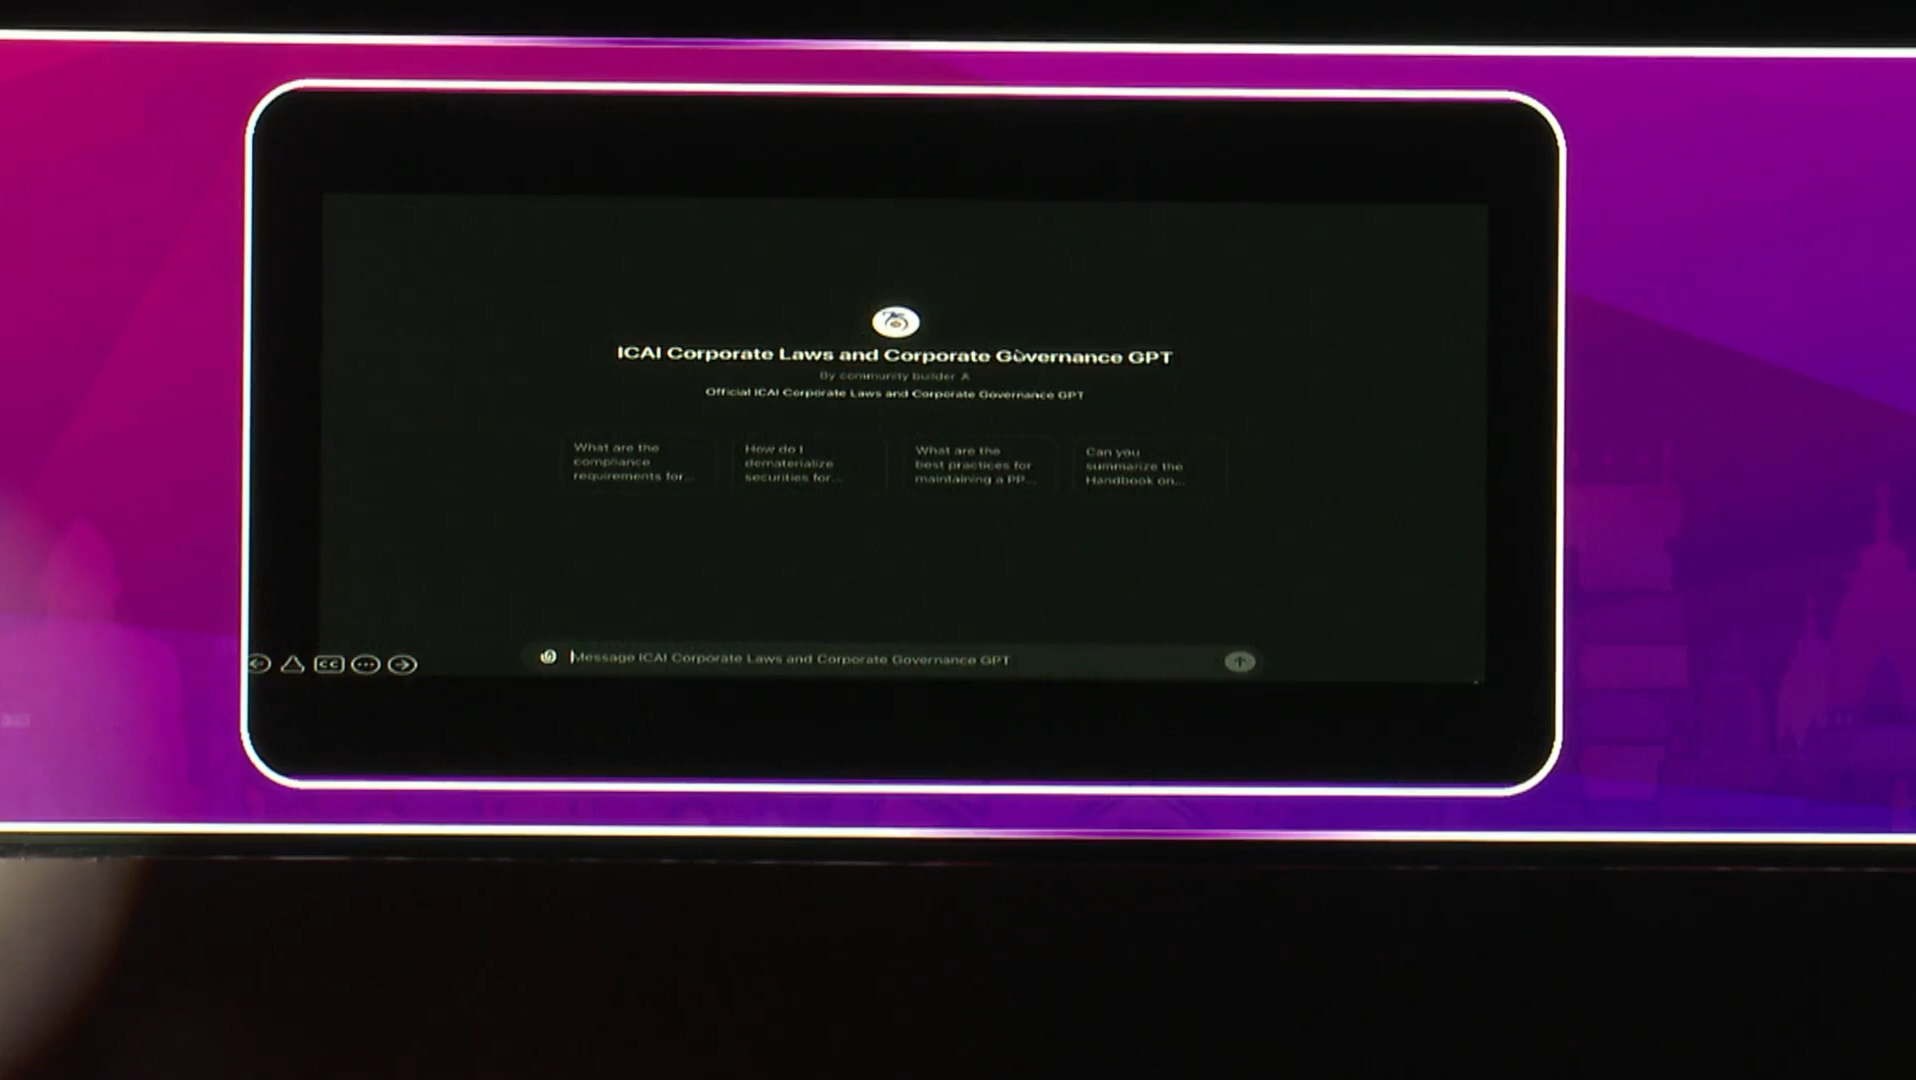 ICAI Corporate Laws and Corporate Governance GPT
By community builder
Official ICAI Corporate Laws and Corporate Governance GPT
What are the
compliance
requirements for...
How do I
dematerialize
securities for...
What are the
best practices for
maintaining a PP...
Can you
summarize the
Handbook on...
Message ICAI Corporate Laws and Corporate Governance GPT
CC